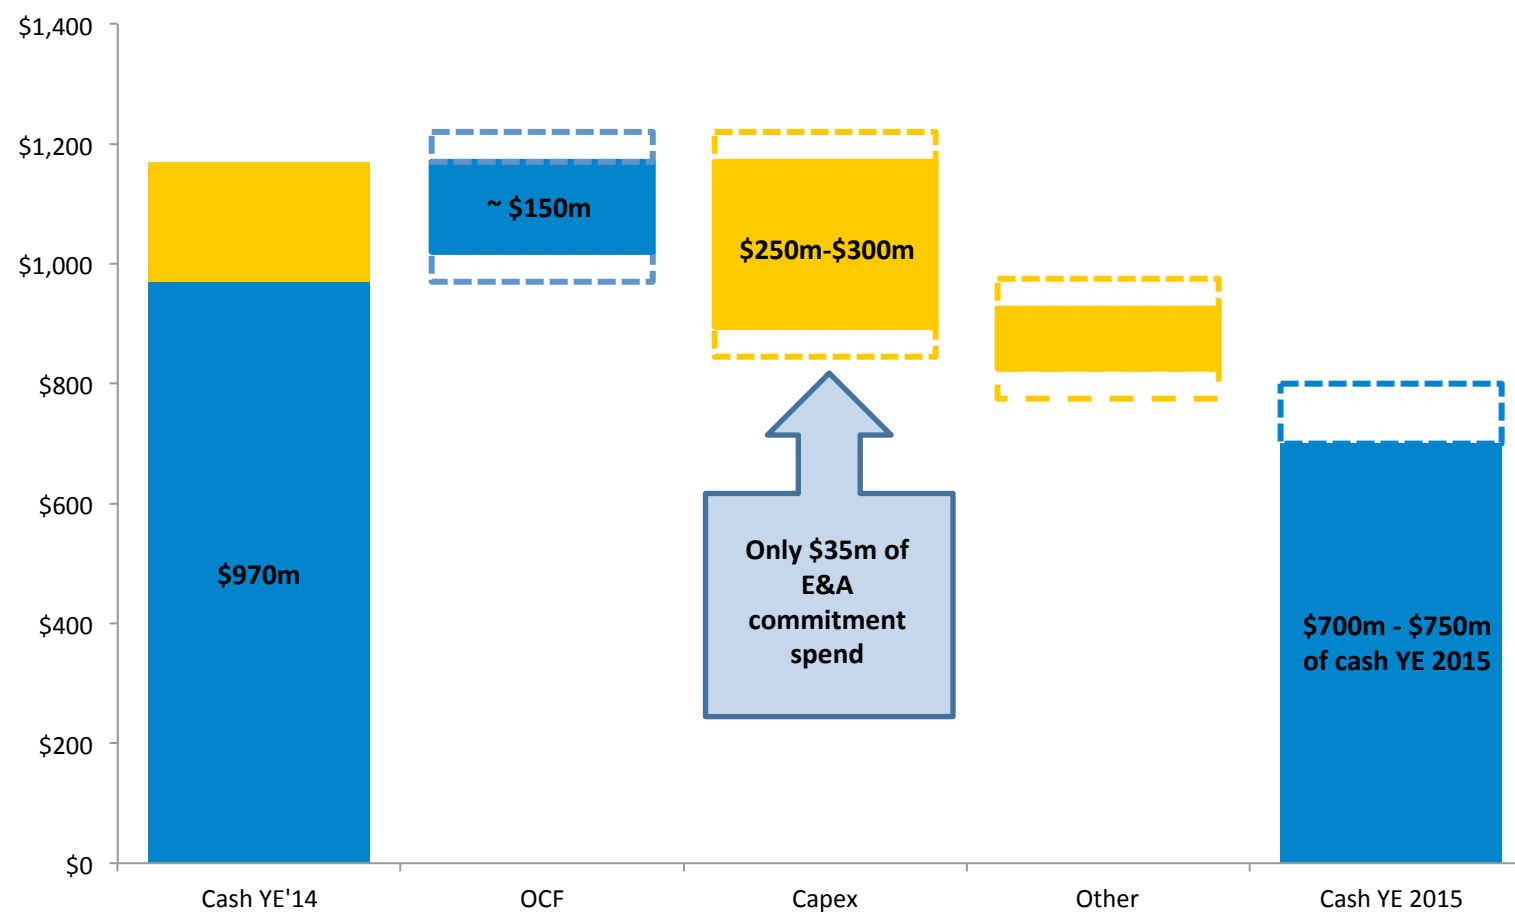 $1,400
$1,200
$1,000
$800
$600
$400
$200
$0
~ $150m
$250m-$300m
$970m
Only $35m of
E&A
commitment
spend
$700m - $750m
of cash YE 2015
Cash YE'14
OCF
Capex
Other
Cash YE 2015